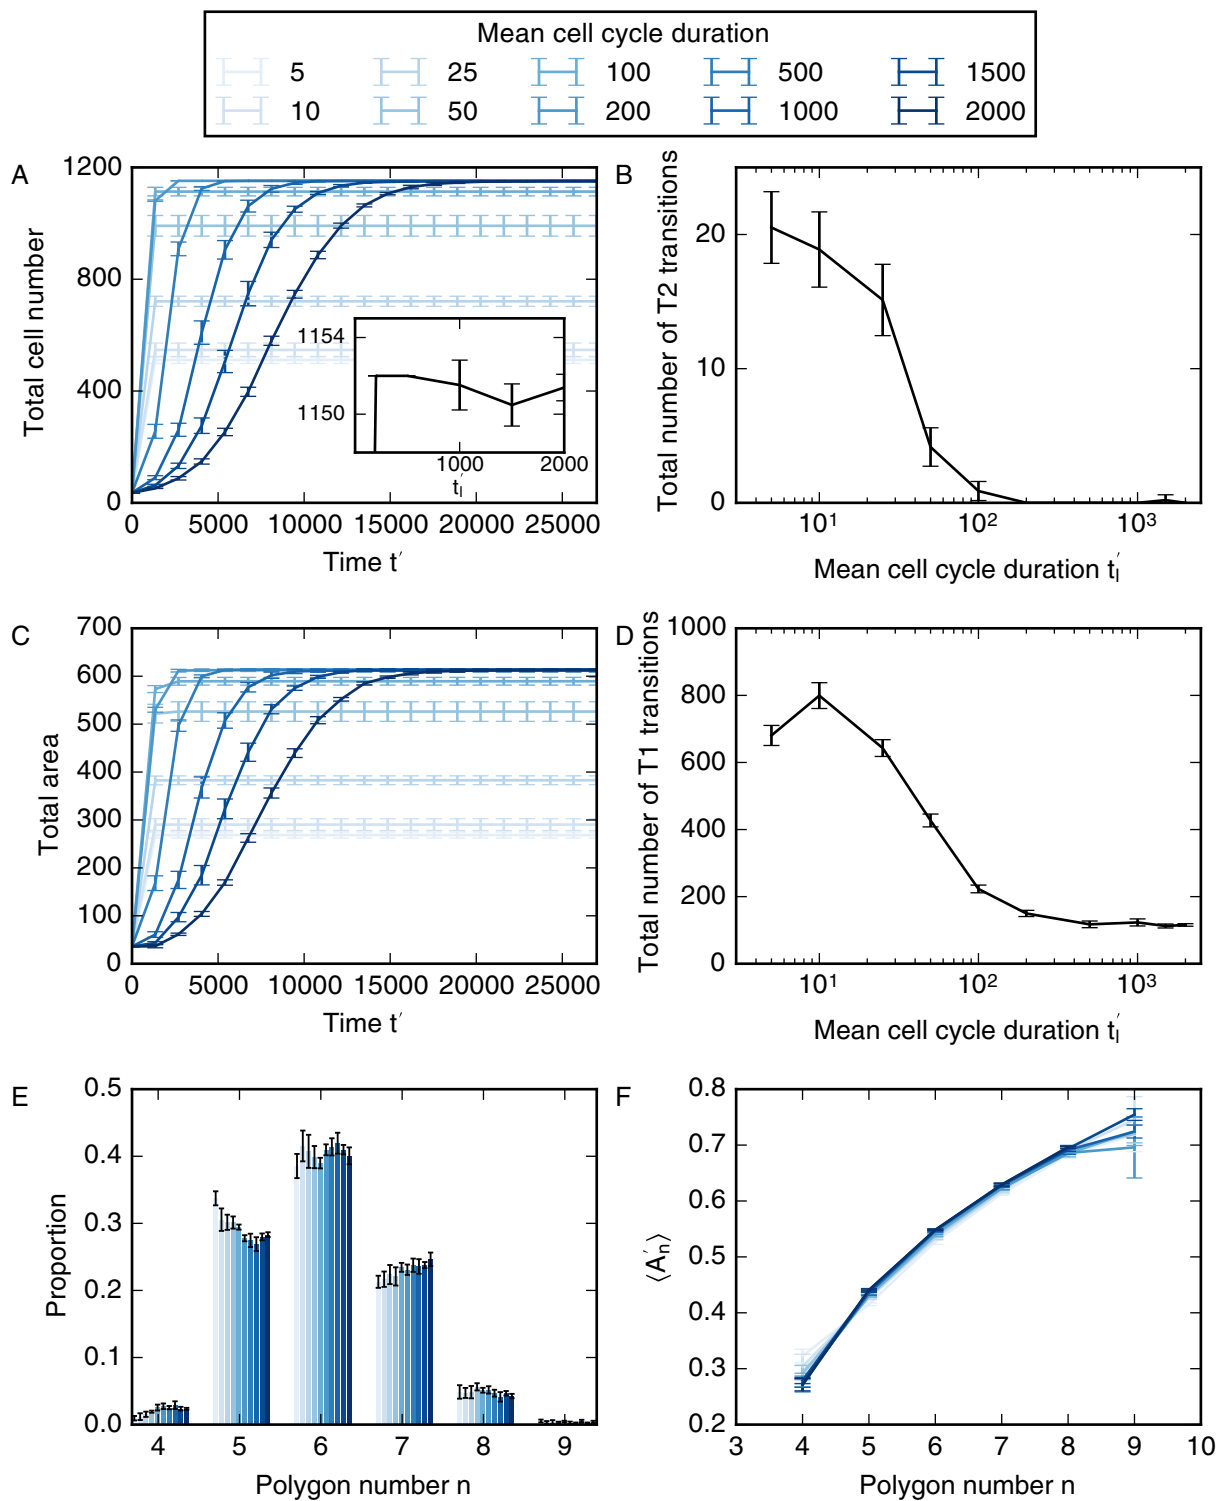 Mean cell cycle duration
5 25 100 500 1500
10 50 200 1000 2000
A
1200
800
400
0
Total cell number
1154
1150
1000 2000
t′l
0 5000 10000 15000 20000 25000
Time t′
B
20
10
0
Total number of T2 transitions
10¹ 10² 10³
Mean cell cycle duration t′l
C
700
600
500
400
300
200
100
0
Total area
0 5000 10000 15000 20000 25000
Time t′
D
1000
800
600
400
200
0
Total number of T1 transitions
10¹ 10² 10³
Mean cell cycle duration t′l
E
0.5
0.4
0.3
0.2
0.1
0.0
Proportion
4 5 6 7 8 9
Polygon number n
F
0.8
0.7
0.6
0.5
0.4
0.3
0.2
⟨A′n⟩
3 4 5 6 7 8 9 10
Polygon number n